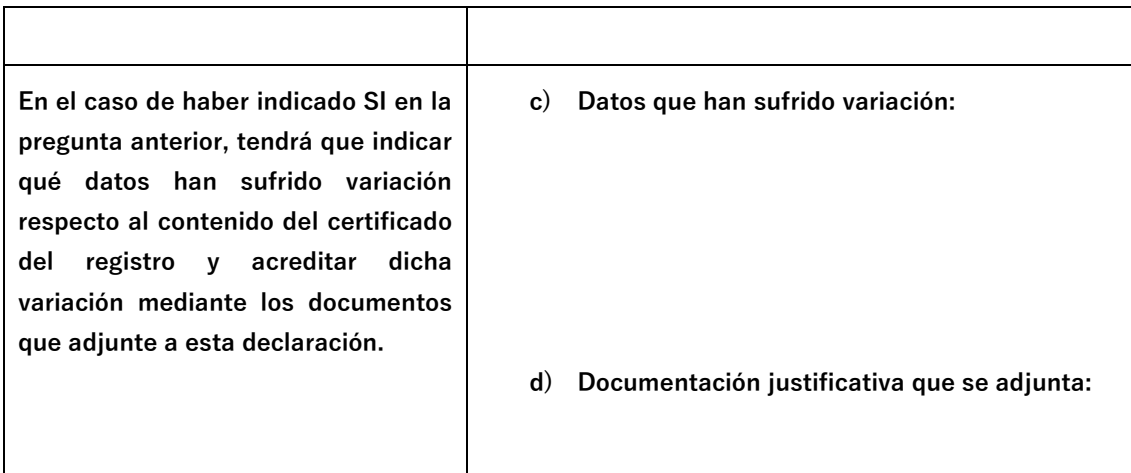 En el caso de haber indicado SI en la
pregunta anterior, tendrá que indicar
qué datos han sufrido variación
respecto al contenido del certificado
del registro y acreditar dicha
variación mediante los documentos
que adjunte a esta declaración.
c) Datos que han sufrido variación:
d) Documentación justificativa que se adjunta: